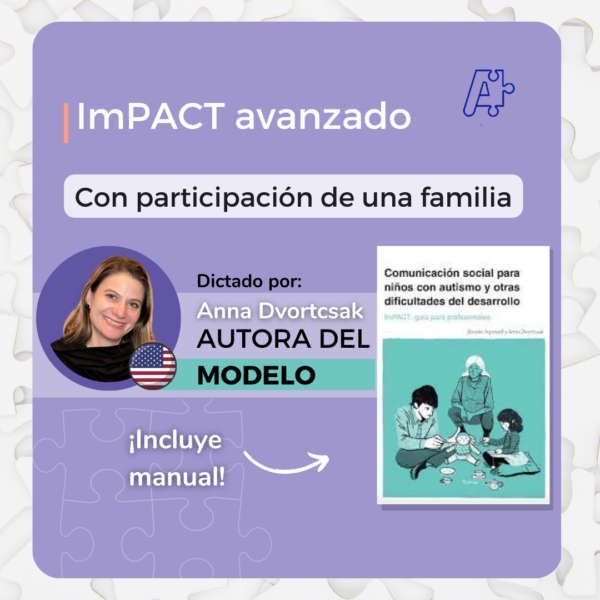 A
ImPACT avanzado
Con participación de una familia
Dictado por:
Anna Dvortcsak
AUTORA DEL
MODELO
¡Incluye
manual!
Comunicación social para
niños con autismo y otras
dificultades del desarrollo
ImPACT: guía para profesionales
Brooke Ingersoll y Anna Dvortcsak